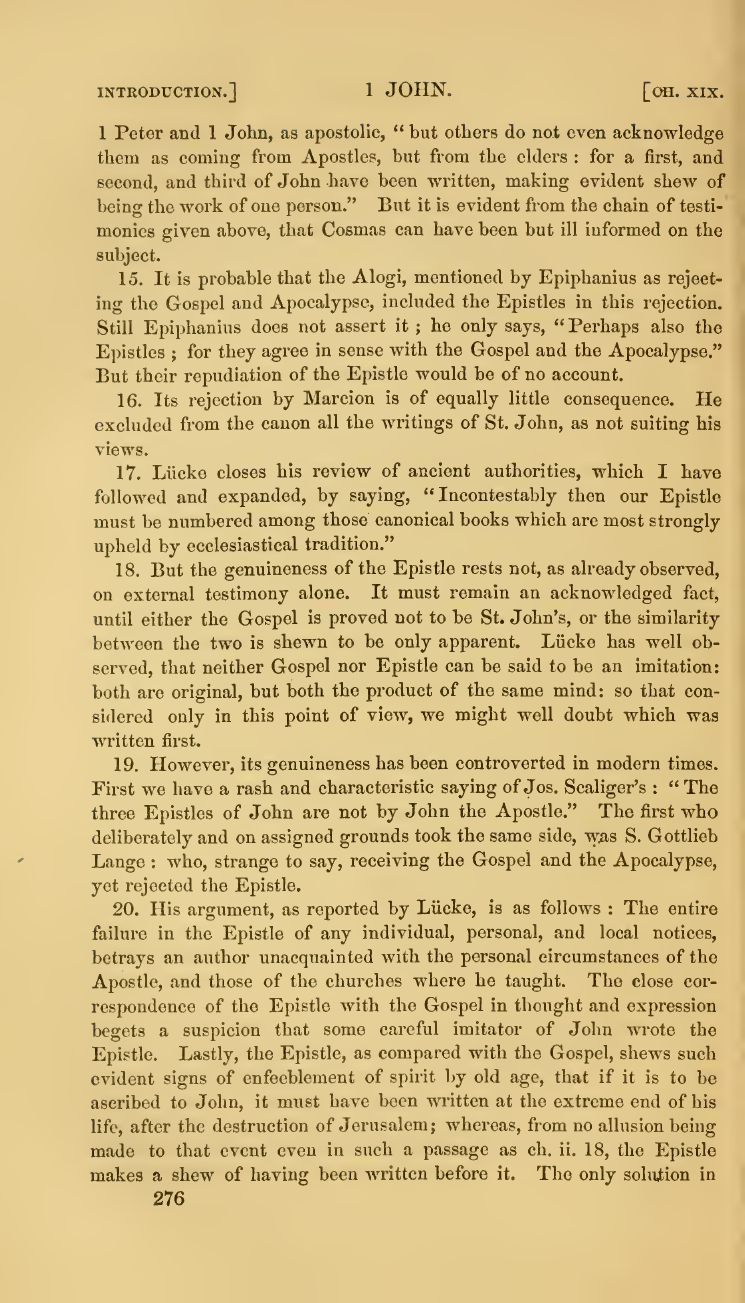 INTRODUCTION.] 1 JOHN. [CH. XIX.
1 Peter and 1 John, as apostolic, “ but others do not even acknowledge
them as coming from Apostles, but from the elders : for a first, and
second, and third of John have been written, making evident shew of
being the work of one person.” But it is evident from the chain of testi-
monies given above, that Cosmas can have been but ill informed on the
subject.
15. It is probable that the Alogi, mentioned by Epiphanius as reject-
ing the Gospel and Apocalypse, included the Epistles in this rejection.
Still Epiphanius does not assert it ; he only says, “ Perhaps also the
Epistles ; for they agree in sense with the Gospel and the Apocalypse.”
But their repudiation of the Epistle would be of no account.
16. Its rejection by Marcion is of equally little consequence. He
excluded from the canon all the writings of St. John, as not suiting his
views.
17. Lücke closes his review of ancient authorities, which I have
followed and expanded, by saying, “ Incontestably then our Epistle
must be numbered among those canonical books which are most strongly
upheld by ecclesiastical tradition.”
18. But the genuineness of the Epistle rests not, as already observed,
on external testimony alone. It must remain an acknowledged fact,
until either the Gospel is proved not to be St. John’s, or the similarity
between the two is shewn to be only apparent. Lücke has well ob-
served, that neither Gospel nor Epistle can be said to be an imitation:
both are original, but both the product of the same mind: so that con-
sidered only in this point of view, we might well doubt which was
written first.
19. However, its genuineness has been controverted in modern times.
First we have a rash and characteristic saying of Jos. Scaliger’s : “ The
three Epistles of John are not by John the Apostle.” The first who
deliberately and on assigned grounds took the same side, was S. Gottlieb
Lange : who, strange to say, receiving the Gospel and the Apocalypse,
yet rejected the Epistle.
20. His argument, as reported by Lücke, is as follows : The entire
failure in the Epistle of any individual, personal, and local notices,
betrays an author unacquainted with the personal circumstances of the
Apostle, and those of the churches where he taught. The close cor-
respondence of the Epistle with the Gospel in thought and expression
begets a suspicion that some careful imitator of John wrote the
Epistle. Lastly, the Epistle, as compared with the Gospel, shews such
evident signs of enfeeblement of spirit by old age, that if it is to be
ascribed to John, it must have been written at the extreme end of his
life, after the destruction of Jerusalem; whereas, from no allusion being
made to that event even in such a passage as ch. ii. 18, the Epistle
makes a shew of having been written before it. The only solution in
276